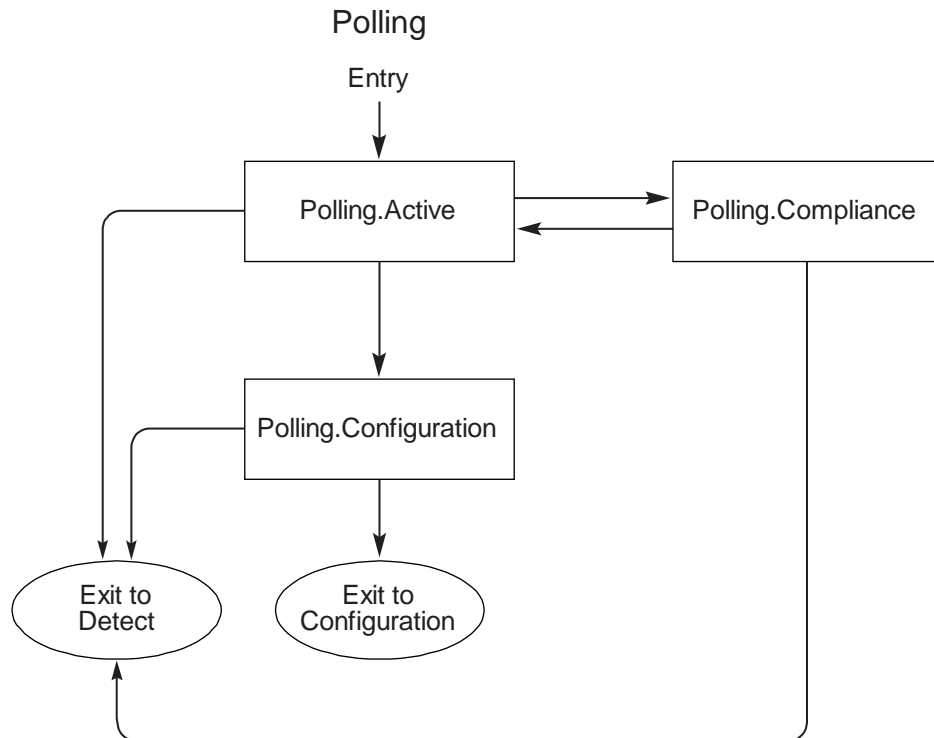 Polling
Entry
Polling.Active
Polling.Compliance
Polling.Configuration
Exit to
Detect
Exit to
Configuration